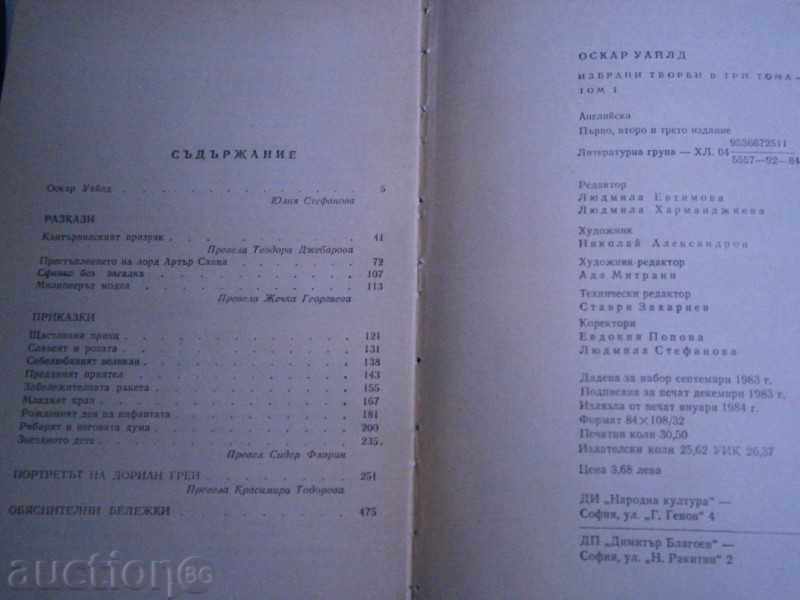 СЪДЪРЖАНИЕ
Оскар Уайлд . . . . . . . . . . . . . 5
Юлия Стефанова
РАЗКАЗИ
Кантървилският призрак . . . . . . . . . . 41
Превела Теодора Джебарова
Престъплението на лорд Артър Савил . . . . . . 72
Сфинкс без загадка . . . . . . . . . . . 107
Милионерът модел . . . . . . . . . . . 113
Превела Жечка Георгиева
ПРИКАЗКИ
Щастливия принц . . . . . . . . . . . . 121
Славеят и розата . . . . . . . . . . . . 131
Себелюбивият великан . . . . . . . . . . 138
Преданият приятел . . . . . . . . . . . 143
Забележителната ракета . . . . . . . . . . 155
Младият крал . . . . . . . . . . . . . 167
Рожденият ден на инфантата . . . . . . . . 181
Рибарят и неговата душа . . . . . . . . . 200
Звездното дете . . . . . . . . . . . . . 235
Превел Сидер Флорин
ПОРТРЕТЪТ НА ДОРИАН ГРЕЙ . . . . . . . . 251
Превела Красимира Тодорова
ОБЯСНИТЕЛНИ БЕЛЕЖКИ . . . . . . . . . 475
ОСКАР УАЙЛД
ИЗБРАНИ ТВОРБИ В ТРИ ТОМА
ТОМ I
Английска
Първо, второ и трето издание
Литературна група — ХЛ. 04 9536672511
5557—92—84
Редактор
Людмила Евтимова
Людмила Харманджиева
Художник
Николай Александров
Художник-редактор
Ада Митрани
Технически редактор
Ставри Захариев
Коректори
Евдокия Попова
Людмила Стефанова
Дадена за набор септември 1983 г.
Подписана за печат декември 1983 г.
Излязла от печат януари 1984 г.
Формат 84×108/32
Печатни коли 30,50
Издателски коли 25,62 УИК 26,37
Цена 3,68 лева
ДИ „Народна култура“ —
София, ул. „Г. Генов“ 4
ДП „Димитър Благоев“ —
София, ул. „Н. Ракитин“ 2
auction BG